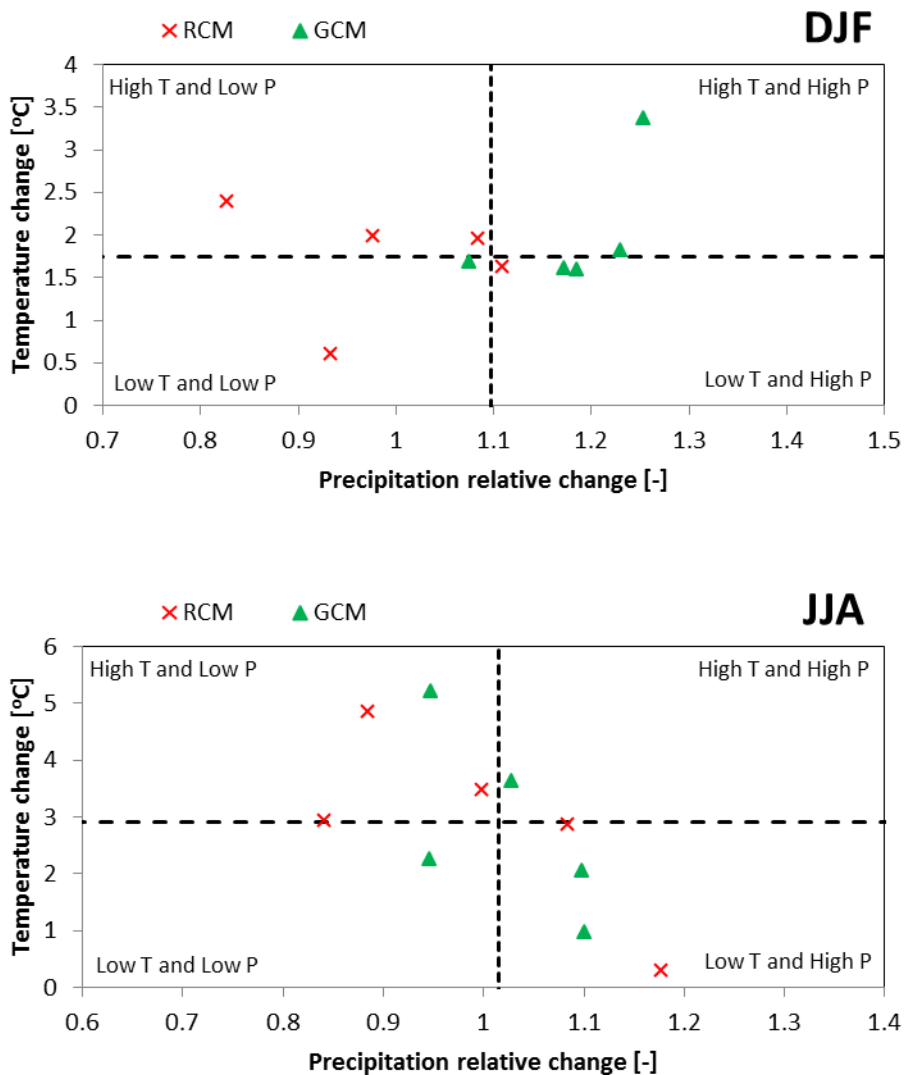 RCM GCM DJF
High T and Low P High T and High P
Low T and Low P Low T and High P
Temperature change [ºC]
4
3.5
3
2.5
2
1.5
1
0.5
0
0.7 0.8 0.9 1 1.1 1.2 1.3 1.4 1.5
Precipitation relative change [-]
RCM GCM JJA
High T and Low P High T and High P
Low T and Low P Low T and High P
Temperature change [ºC]
6
5
4
3
2
1
0
0.6 0.7 0.8 0.9 1 1.1 1.2 1.3 1.4
Precipitation relative change [-]